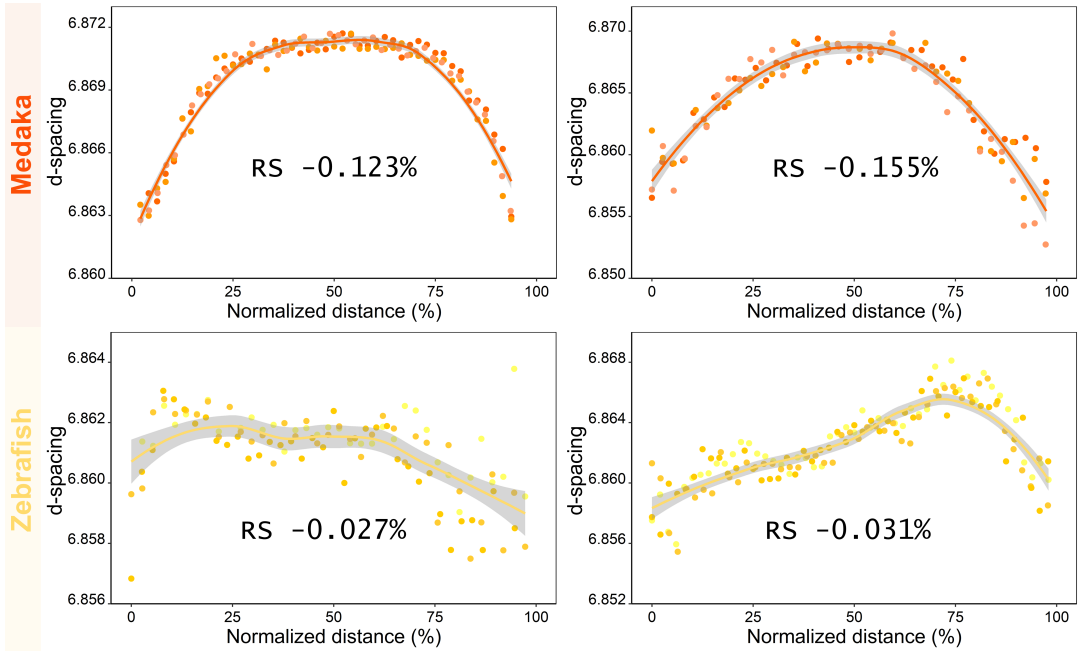 Medaka
d-spacing
6.872
6.869
6.866
6.863
6.860
RS -0.123%
0 25 50 75 100
Normalized distance (%)
d-spacing
6.870
6.865
6.860
6.855
6.850
RS -0.155%
0 25 50 75 100
Normalized distance (%)
Zebrafish
d-spacing
6.864
6.862
6.860
6.858
6.856
RS -0.027%
0 25 50 75 100
Normalized distance (%)
d-spacing
6.868
6.864
6.860
6.856
6.852
RS -0.031%
0 25 50 75 100
Normalized distance (%)